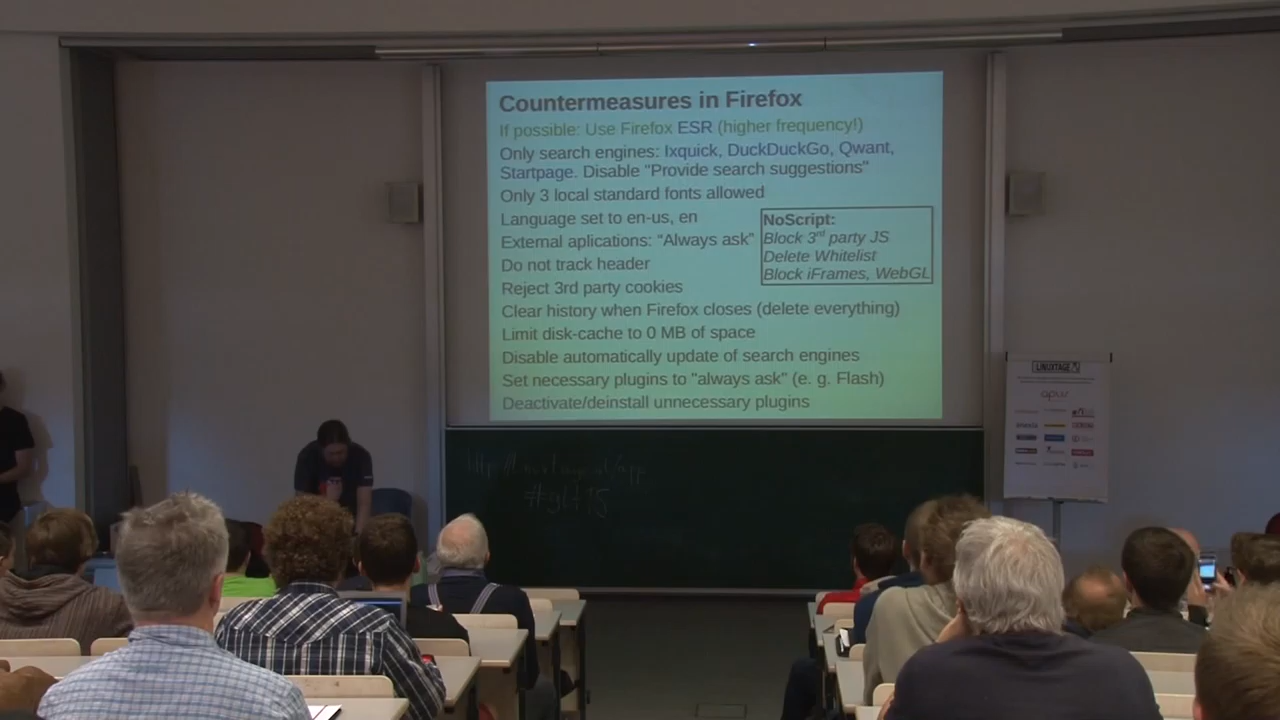 Countermeasures in Firefox
If possible: Use Firefox ESR (higher frequency!)
Only search engines: Ixquick, DuckDuckGo, Qwant,
Startpage. Disable "Provide search suggestions"
Only 3 local standard fonts allowed
Language set to en-us, en
External aplications: "Always ask"
Do not track header
Reject 3rd party cookies
NoScript:
Block 3rd party JS
Delete Whitelist
Block iFrames, WebGL
Clear history when Firefox closes (delete everything)
Limit disk-cache to 0 MB of space
Disable automatically update of search engines
Set necessary plugins to "always ask" (e. g. Flash)
Deactivate/deinstall unnecessary plugins
LINUXTAGE
apus
#glt15